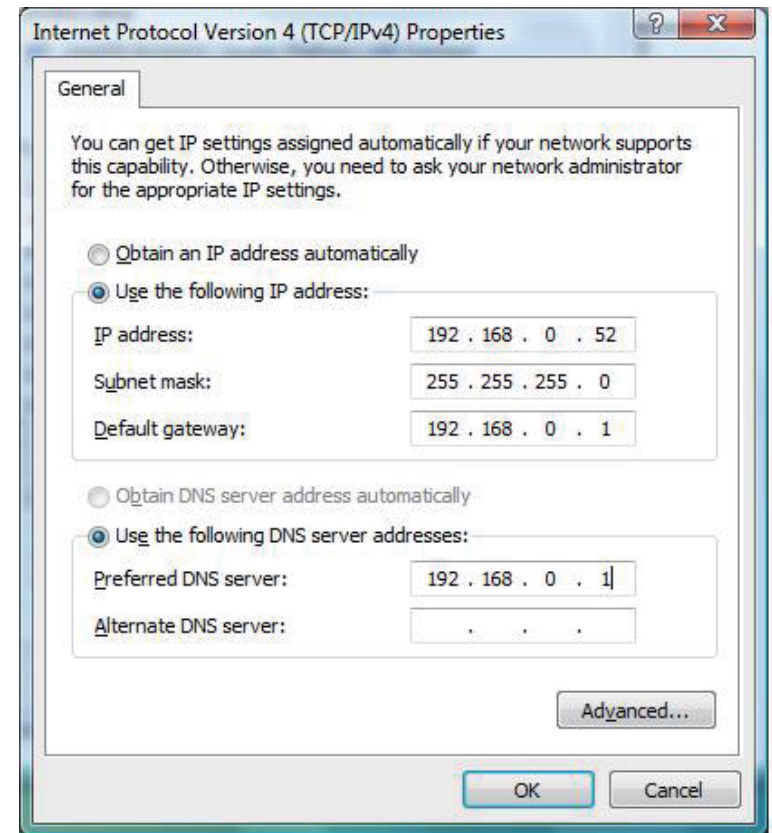 Internet Protocol Version 4 (TCP/IPv4) Properties
?
X
General
You can get IP settings assigned automatically if your network supports
this capability. Otherwise, you need to ask your network administrator
for the appropriate IP settings.
Obtain an IP address automatically
Use the following IP address:
IP address: 192 . 168 . 0 . 52
Subnet mask: 255 . 255 . 255 . 0
Default gateway: 192 . 168 . 0 . 1
Obtain DNS server address automatically
Use the following DNS server addresses:
Preferred DNS server: 192 . 168 . 0 . 1
Alternate DNS server: . . .
Advanced...
OK Cancel